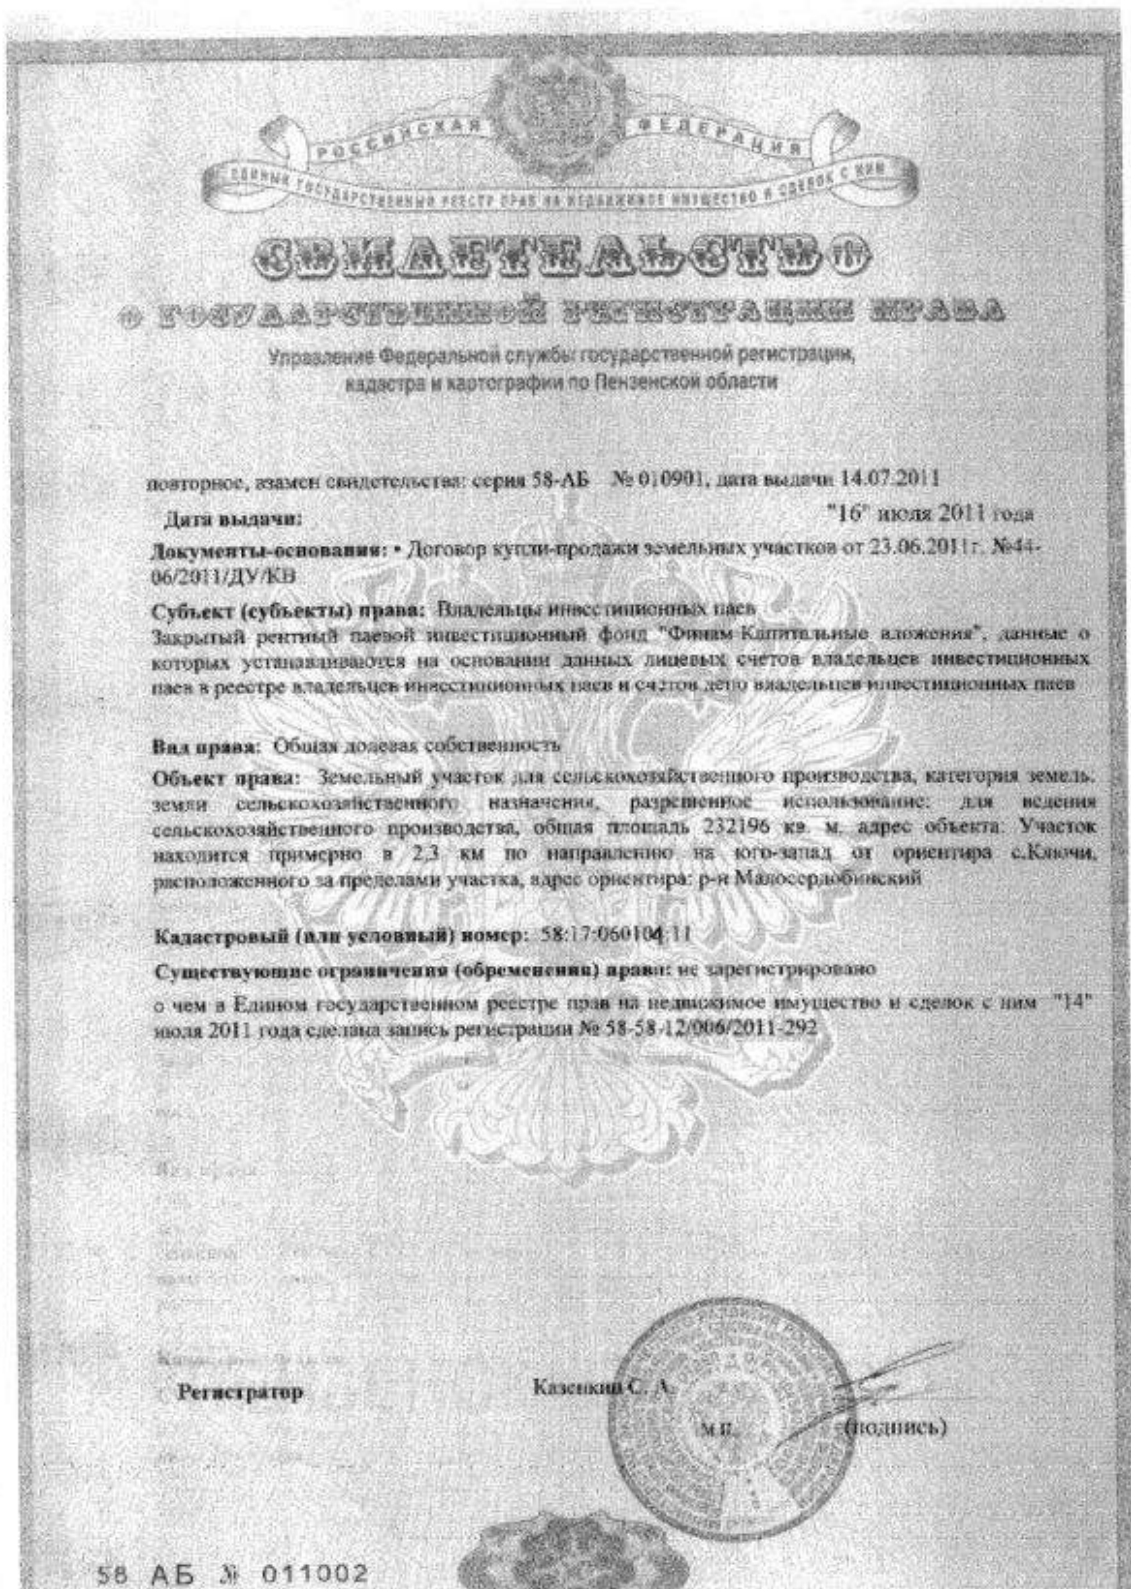 РОССИЙСКАЯ ФЕДЕРАЦИЯ
ЕДИНЫЙ ГОСУДАРСТВЕННЫЙ РЕЕСТР ПРАВ НА НЕДВИЖИМОЕ ИМУЩЕСТВО И СДЕЛОК С НИМ
СВИДЕТЕЛЬСТВО
О ГОСУДАРСТВЕННОЙ РЕГИСТРАЦИИ ПРАВА
Управление Федеральной службы государственной регистрации,
кадастра и картографии по Пензенской области
повторное, взамен свидетельства: серия 58-АБ № 010901, дата выдачи 14.07.2011
Дата выдачи: "16" июля 2011 года
Документы-основания: • Договор купли-продажи земельных участков от 23.06.2011г. №44-
06/2011/ДУ/КВ
Субъект (субъекты) права: Владельцы инвестиционных паев
Закрытый рентный паевой инвестиционный фонд "Финам Капитальные вложения", данные о
которых устанавливаются на основании данных лицевых счетов владельцев инвестиционных
паев в реестре владельцев инвестиционных паев и счетов депо владельцев инвестиционных паев
Вид права: Общая долевая собственность
Объект права: Земельный участок для сельскохозяйственного производства, категория земель:
земли сельскохозяйственного назначения, разрешенное использование: для ведения
сельскохозяйственного производства, общая площадь 232196 кв. м, адрес объекта: Участок
находится примерно в 2,3 км по направлению на юго-запад от ориентира с.Ключи,
расположенного за пределами участка, адрес ориентира: р-н Малосердобинский
Кадастровый (или условный) номер: 58:17:060104:11
Существующие ограничения (обременения) права: не зарегистрировано
о чем в Едином государственном реестре прав на недвижимое имущество и сделок с ним "14"
июля 2011 года сделана запись регистрации № 58-58-12/006/2011-292
Регистратор Казенкин С. А.
М.П. (подпись)
58 АБ № 011002